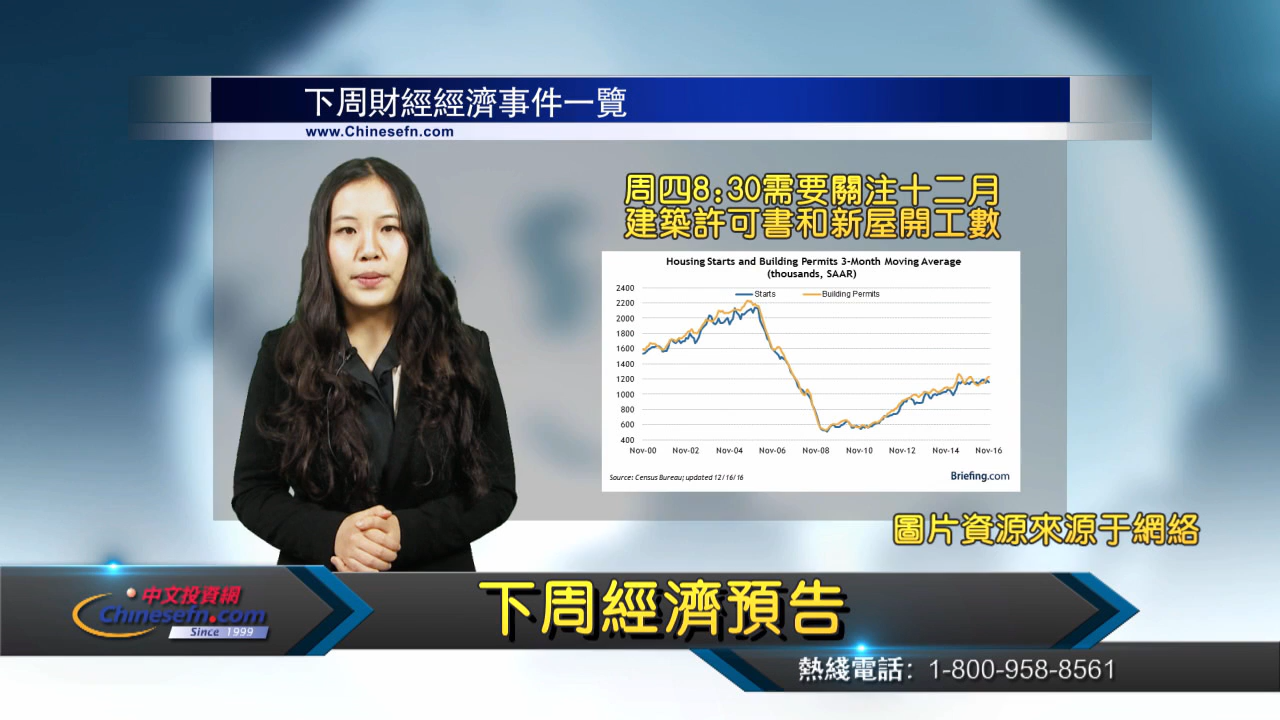 下周財經經濟事件一覽
www.Chinesefn.com
周四8:30需要關注十二月
建築許可書和新屋開工數
Housing Starts and Building Permits 3-Month Moving Average
(thousands, SAAR)
Starts Building Permits
2400
2200
2000
1800
1600
1400
1200
1000
800
600
400
Nov-00 Nov-02 Nov-04 Nov-06 Nov-08 Nov-10 Nov-12 Nov-14 Nov-16
Source: Census Bureau; updated 12/16/16
Briefing.com
圖片資源來源于網絡
中文投資網
Chinesefn.com
Since 1999
下周經濟預告
熱綫電話：1-800-958-8561